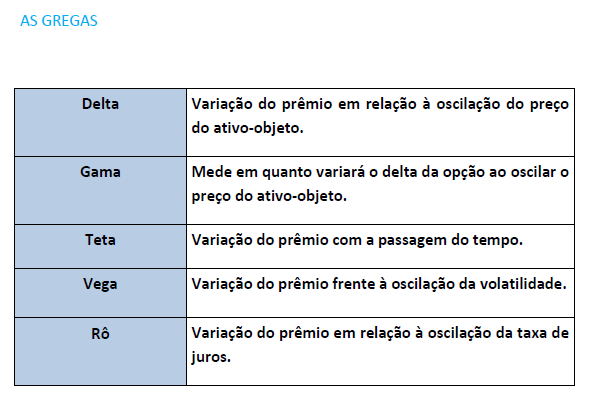 AS GREGAS
Delta
Variação do prêmio em relação à oscilação do preço
do ativo-objeto.
Gama
Mede em quanto variará o delta da opção ao oscilar o
preço do ativo-objeto.
Teta
Variação do prêmio com a passagem do tempo.
Vega
Variação do prêmio frente à oscilação da volatilidade.
Rô
Variação do prêmio em relação à oscilação da taxa de
juros.